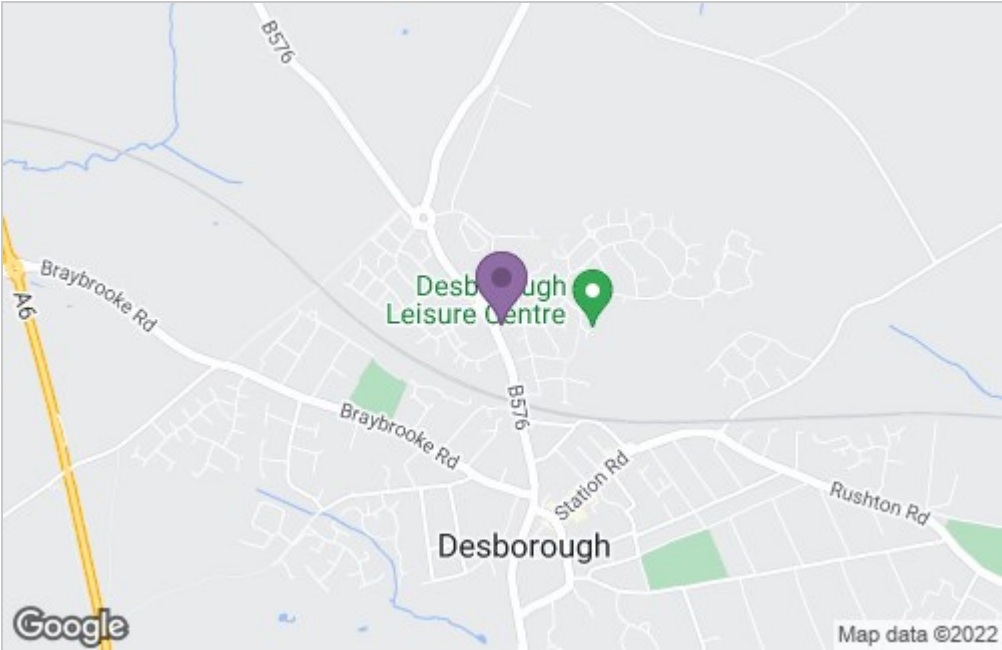 B576
Braybrooke Rd
A6
Desborough
Leisure Centre
B576
Braybrooke Rd
Station Rd
Rushton Rd
Desborough
Google
Map data ©2022